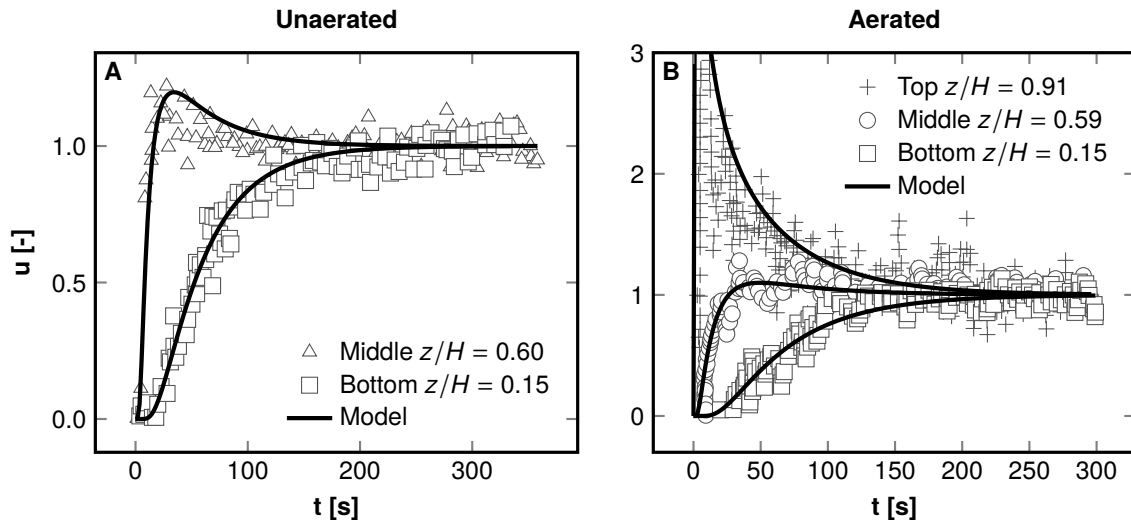 Unaerated
Aerated
A
u [-]
1.0
0.5
0.0
Middle z/H = 0.60
Bottom z/H = 0.15
Model
0 100 200 300
t [s]
B
3
2
1
0
Top z/H = 0.91
Middle z/H = 0.59
Bottom z/H = 0.15
Model
0 50 100 150 200 250 300
t [s]